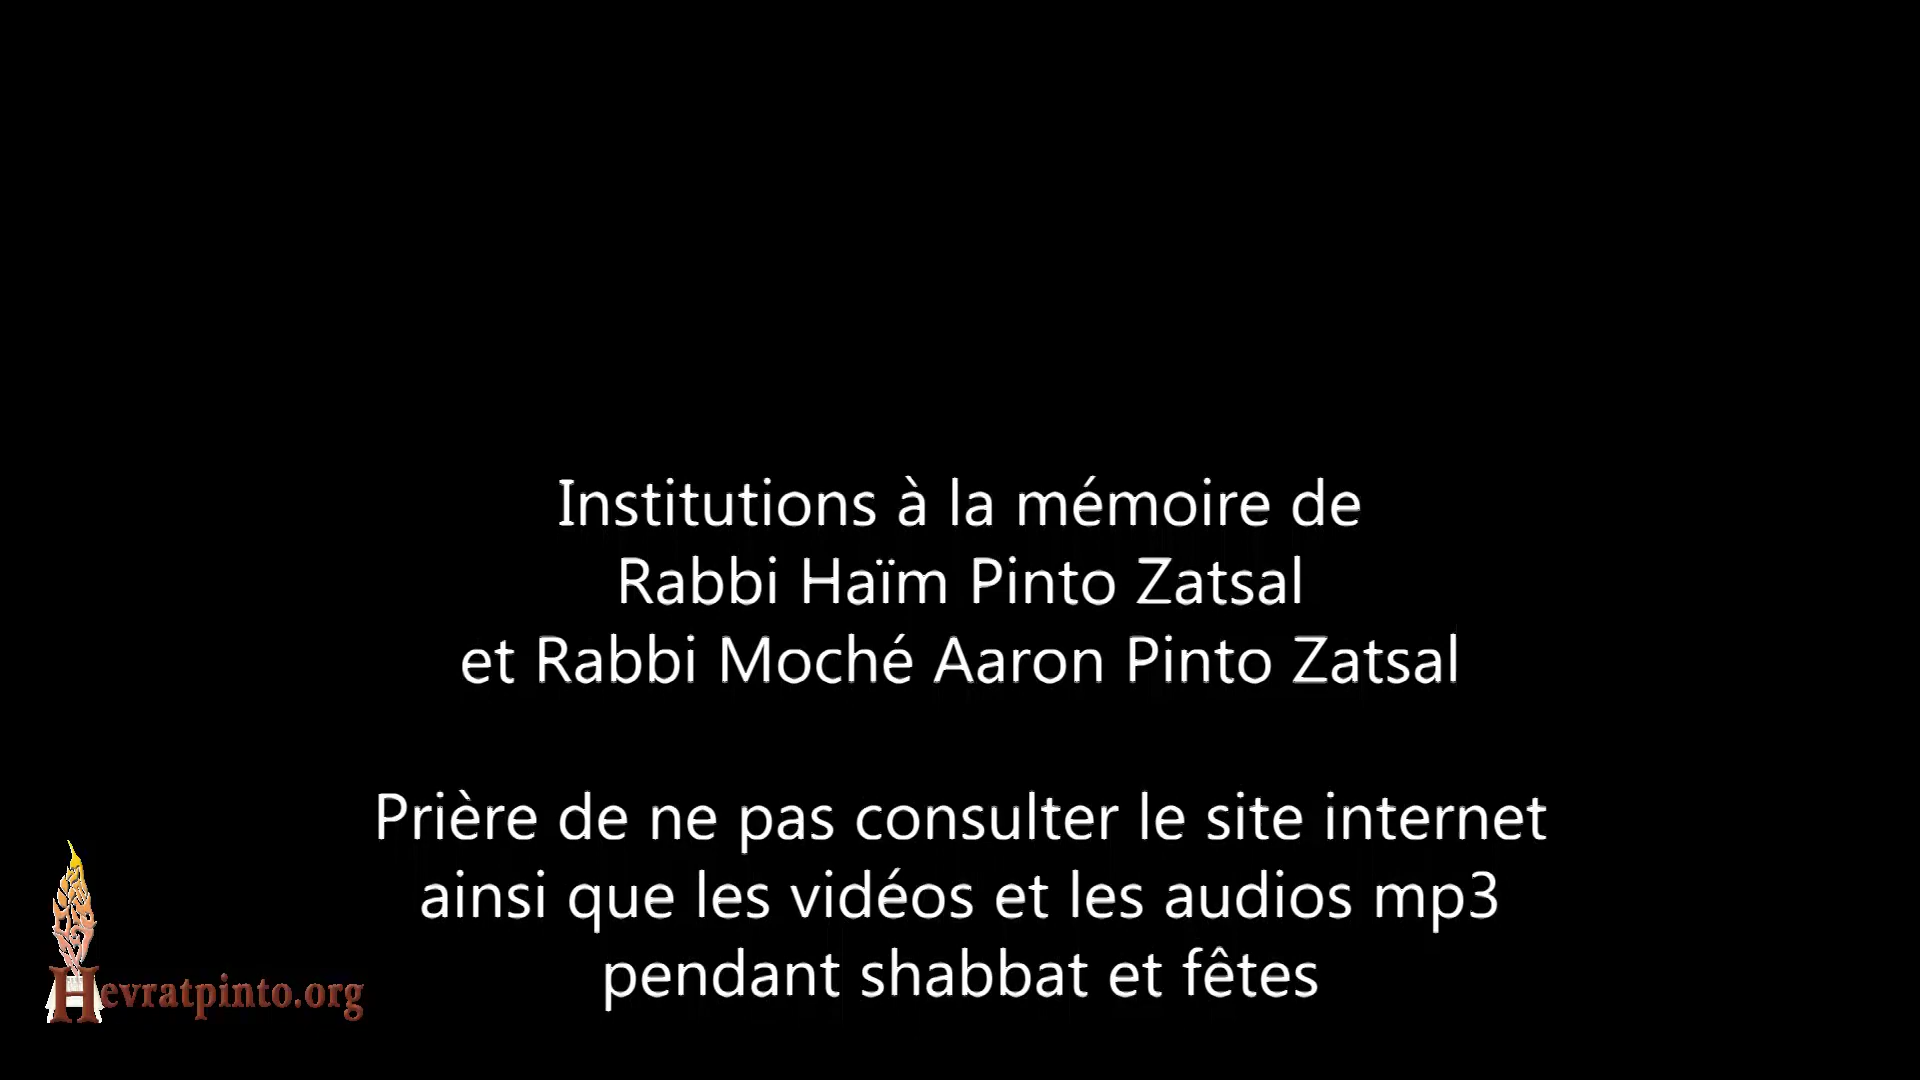 Institutions à la mémoire de
Rabbi Haïm Pinto Zatsal
et Rabbi Moché Aaron Pinto Zatsal
Prière de ne pas consulter le site internet
ainsi que les vidéos et les audios mp3
pendant shabbat et fêtes
Hevratpinto.org